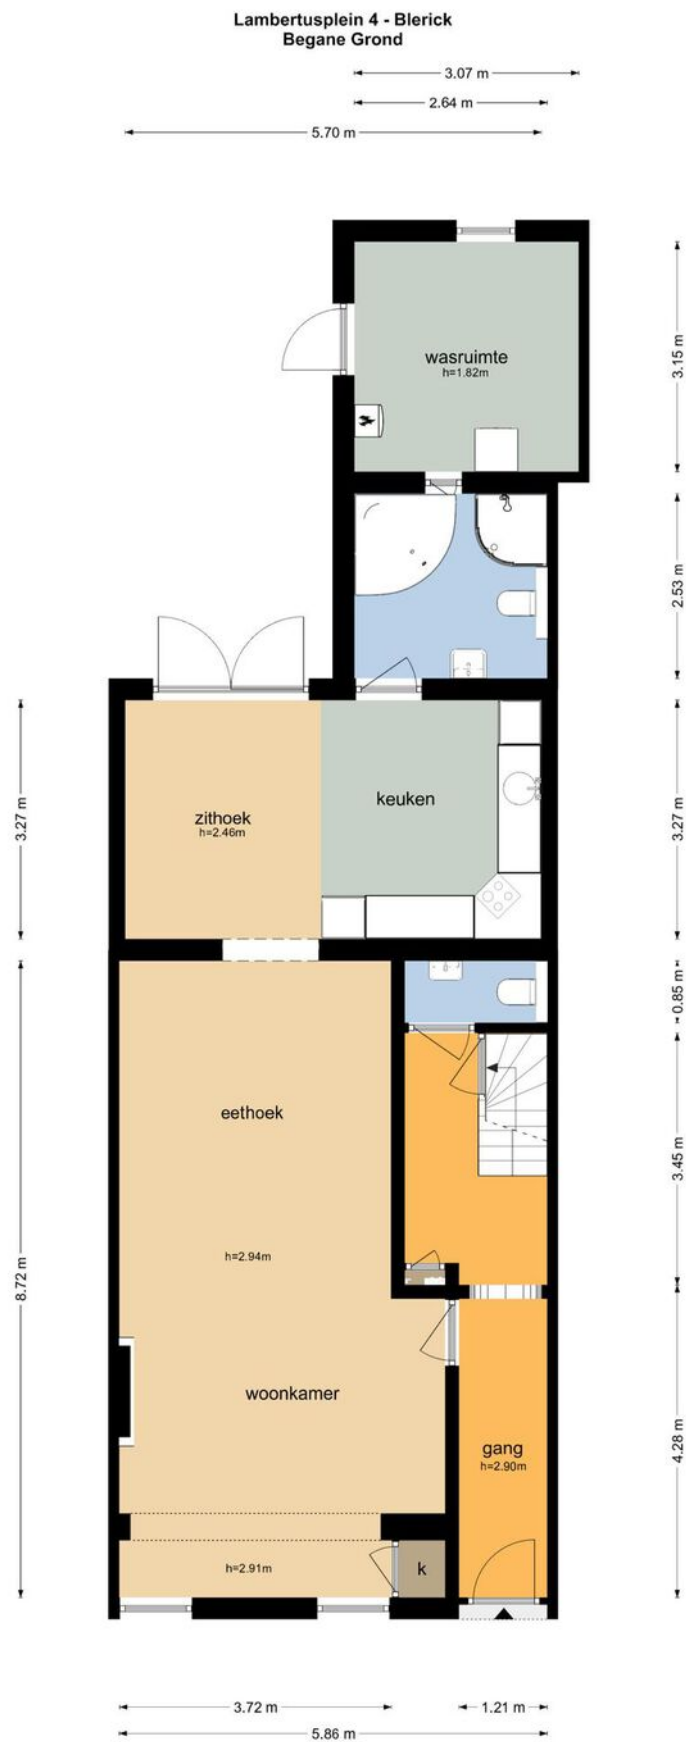 Lambertusplein 4 - Blerick
Begane Grond
3.07 m
2.64 m
5.70 m
wasruimte
h=1.82m
3.15 m
2.53 m
zithoek
h=2.46m
keuken
3.27 m
3.27 m
0.85 m
eethoek
h=2.94m
3.45 m
8.72 m
woonkamer
gang
h=2.90m
4.28 m
h=2.91m
k
3.72 m
1.21 m
5.86 m